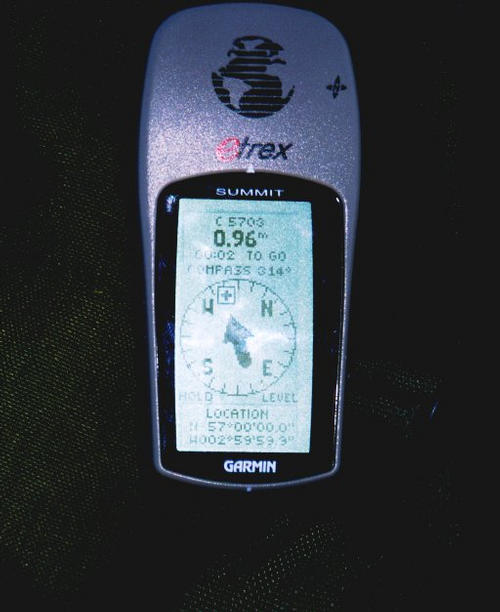 etrex
SUMMIT
C 5703
0.96m
00:02 TO GO
COMPASS 314°
W N
S E
HOLD LEVEL
LOCATION
N 57°00'00.0"
W002°59'59.9"
GARMIN